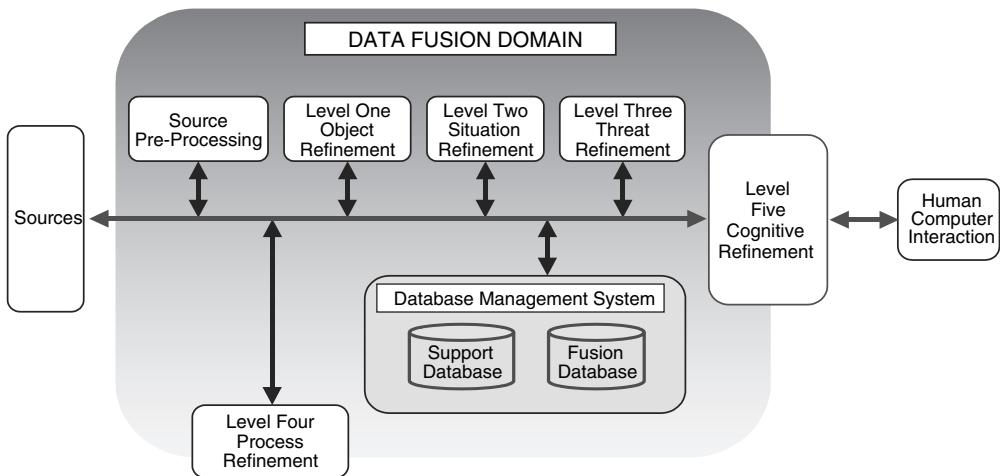 DATA FUSION DOMAIN
Source
Pre-Processing
Level One
Object
Refinement
Level Two
Situation
Refinement
Level Three
Threat
Refinement
Sources
Level
Five
Cognitive
Refinement
Human
Computer
Interaction
Database Management System
Support
Database
Fusion
Database
Level Four
Process
Refinement